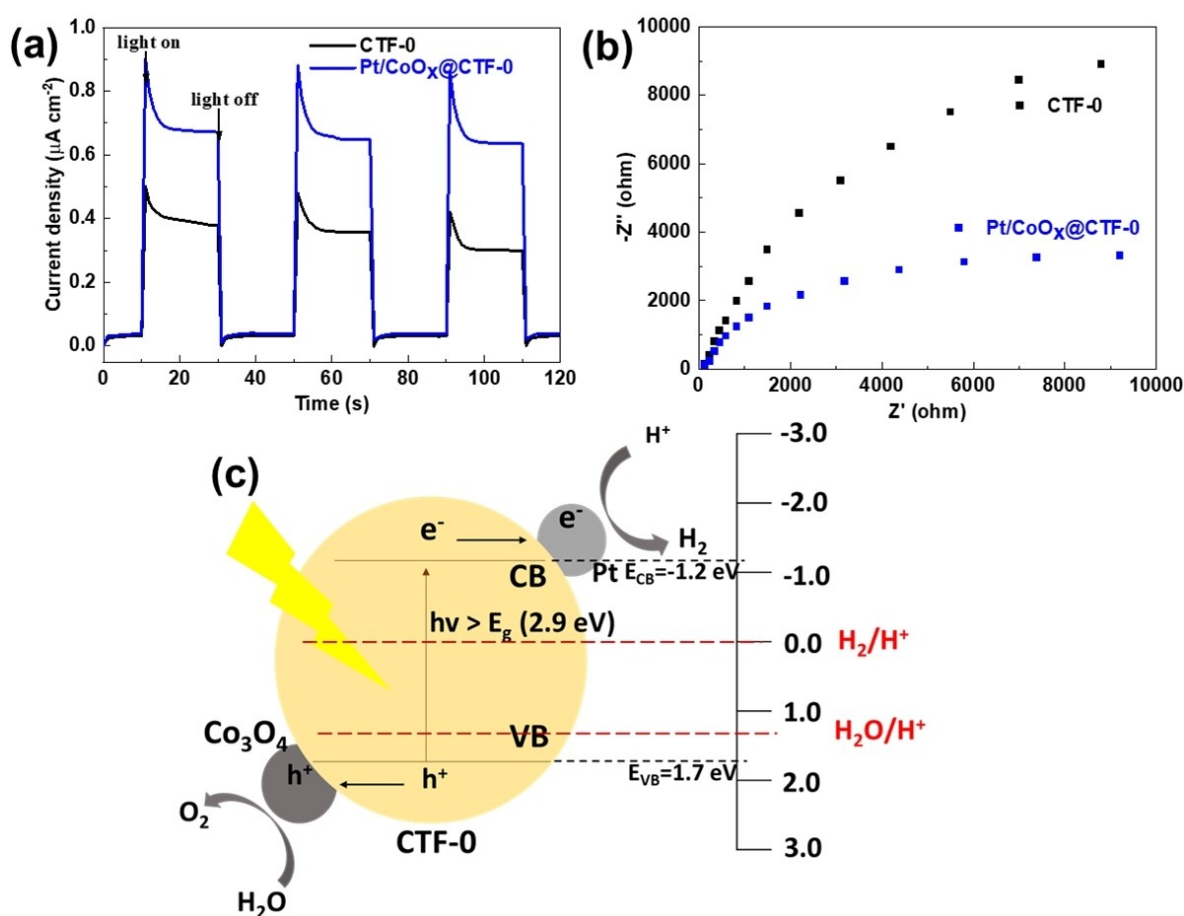 (a)
Current density (μA cm⁻²)
1.0
0.8
0.6
0.4
0.2
0.0
light on
light off
CTF-0
Pt/CoOₓ@CTF-0
0 20 40 60 80 100 120
Time (s)
(b)
-Z'' (ohm)
10000
8000
6000
4000
2000
0
CTF-0
Pt/CoOₓ@CTF-0
0 2000 4000 6000 8000 10000
Z' (ohm)
(c)
H⁺
e⁻
e⁻
H₂
CB
Pt
E_CB=-1.2 eV
hν > E_g (2.9 eV)
Co₃O₄
VB
h⁺
h⁺
E_VB=1.7 eV
O₂
CTF-0
H₂O
-3.0
-2.0
-1.0
0.0
H₂/H⁺
1.0
H₂O/H⁺
2.0
3.0